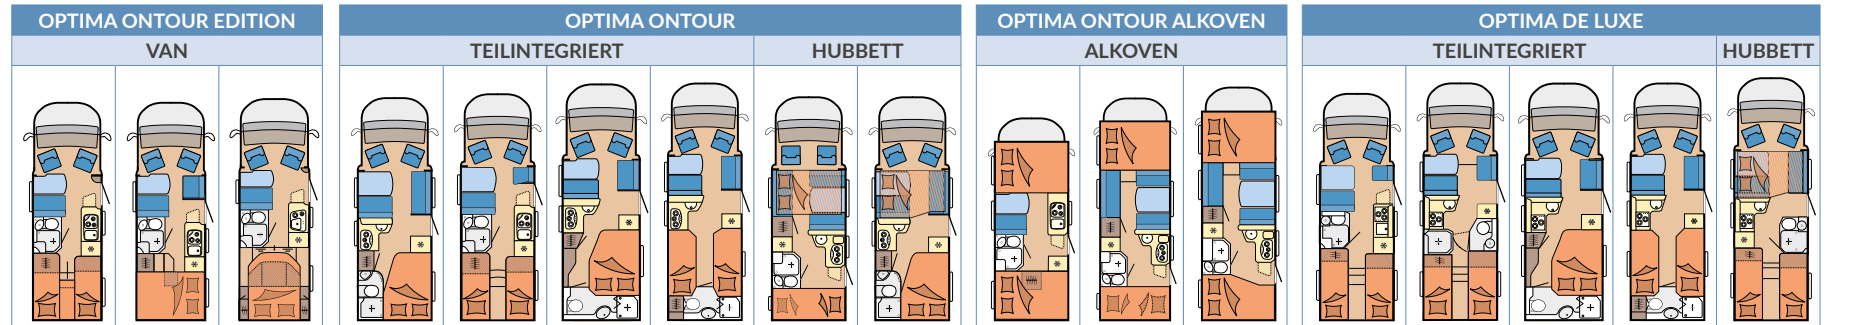 OPTIMA ONTOUR EDITION
VAN
OPTIMA ONTOUR
TEILINTEGRIERT
HUBBETT
OPTIMA ONTOUR ALKOVEN
ALKOVEN
OPTIMA DE LUXE
TEILINTEGRIERT
HUBBETT